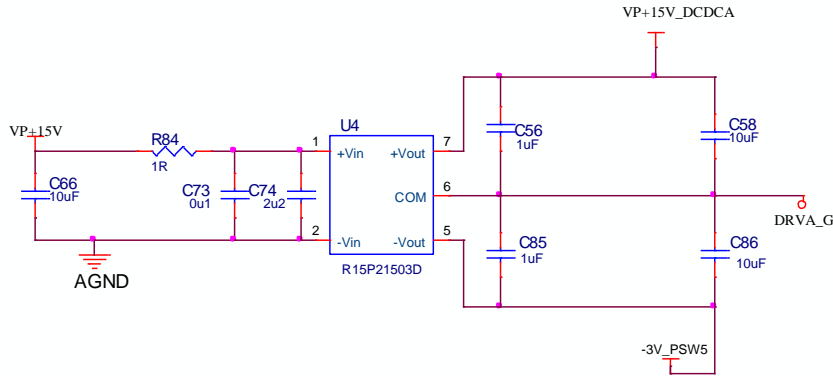 VP+15V_DCDCA
VP+15V
R84
1R
C66
10uF
C73
0u1
C74
2u2
AGND
U4
1
+Vin
+Vout
7
COM
6
2
-Vin
-Vout
5
R15P21503D
C56
1uF
C58
10uF
DRVA_G
C85
1uF
C86
10uF
-3V_PSW5